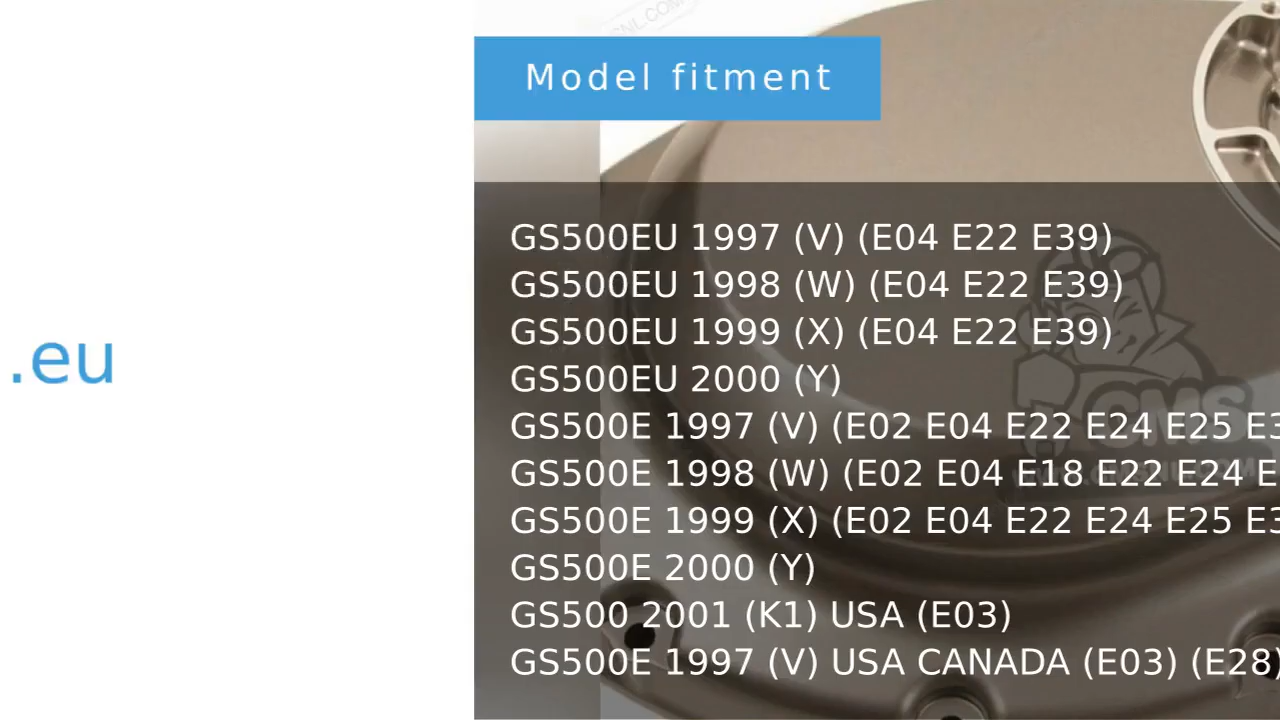 Model fitment
GS500EU 1997 (V) (E04 E22 E39)
GS500EU 1998 (W) (E04 E22 E39)
GS500EU 1999 (X) (E04 E22 E39)
.eu
GS500EU 2000 (Y)
GS500E 1997 (V) (E02 E04 E22 E24 E25
GS500E 1998 (W) (E02 E04 E18 E22 E24
GS500E 1999 (X) (E02 E04 E22 E24 E25
GS500E 2000 (Y)
GS500 2001 (K1) USA (E03)
GS500E 1997 (V) USA CANADA (E03) (E28)
CMS